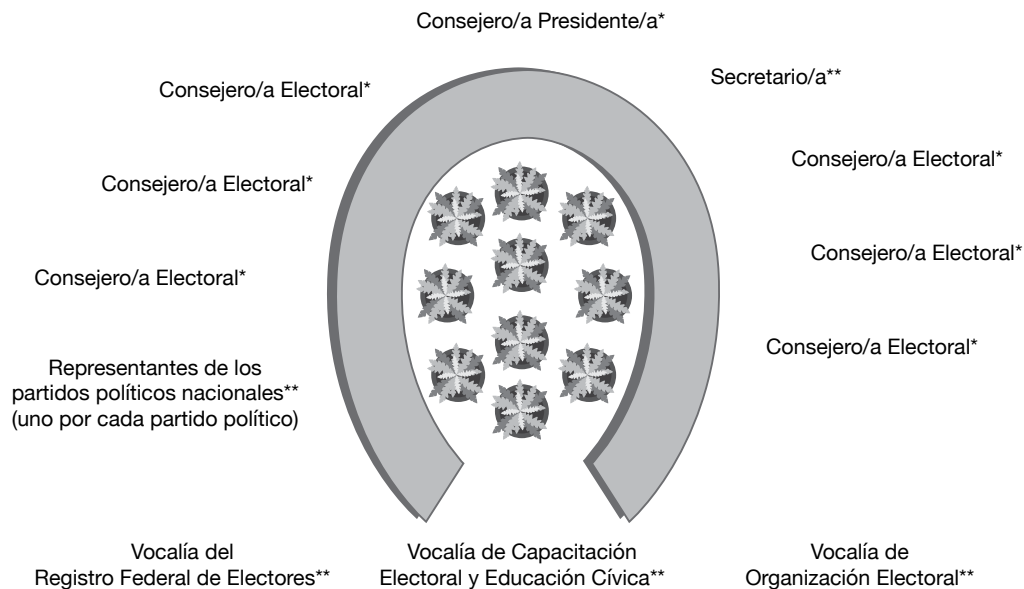 Consejero/a Presidente/a*
Consejero/a Electoral*
Secretario/a**
Consejero/a Electoral*
Consejero/a Electoral*
Consejero/a Electoral*
Consejero/a Electoral*
Consejero/a Electoral*
Representantes de los
partidos políticos nacionales**
(uno por cada partido político)
Vocalía del
Registro Federal de Electores**
Vocalía de Capacitación
Electoral y Educación Cívica**
Vocalía de
Organización Electoral**